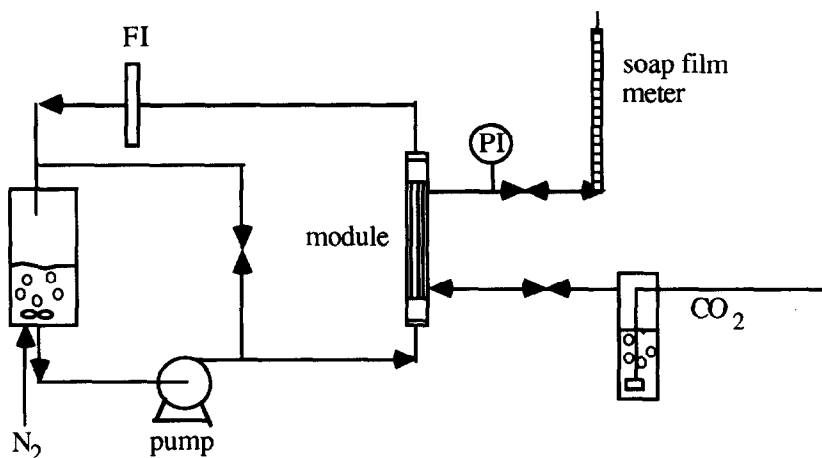 FI
soap film
meter
PI
module
CO2
N2
pump